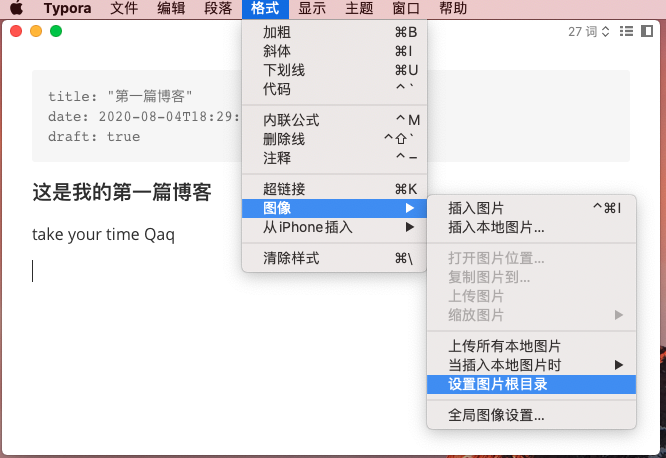 Typora 文件 编辑 段落 格式 显示 主题 窗口 帮助
27 词
title: "第一篇博客"
date: 2020-08-04T18:29:
draft: true
这是我的第一篇博客
take your time Qaq
加粗 ⌘B
斜体 ⌘I
下划线 ⌘U
代码 ^`
内联公式 ^M
删除线 ^⇧`
注释 ^−
超链接 ⌘K
图像 ▶
从 iPhone 插入 ▶
清除样式 ⌘\
插入图片 ^⌘I
插入本地图片...
打开图片位置...
复制图片到...
上传图片
缩放图片 ▶
上传所有本地图片
当插入本地图片时 ▶
设置图片根目录
全局图像设置...